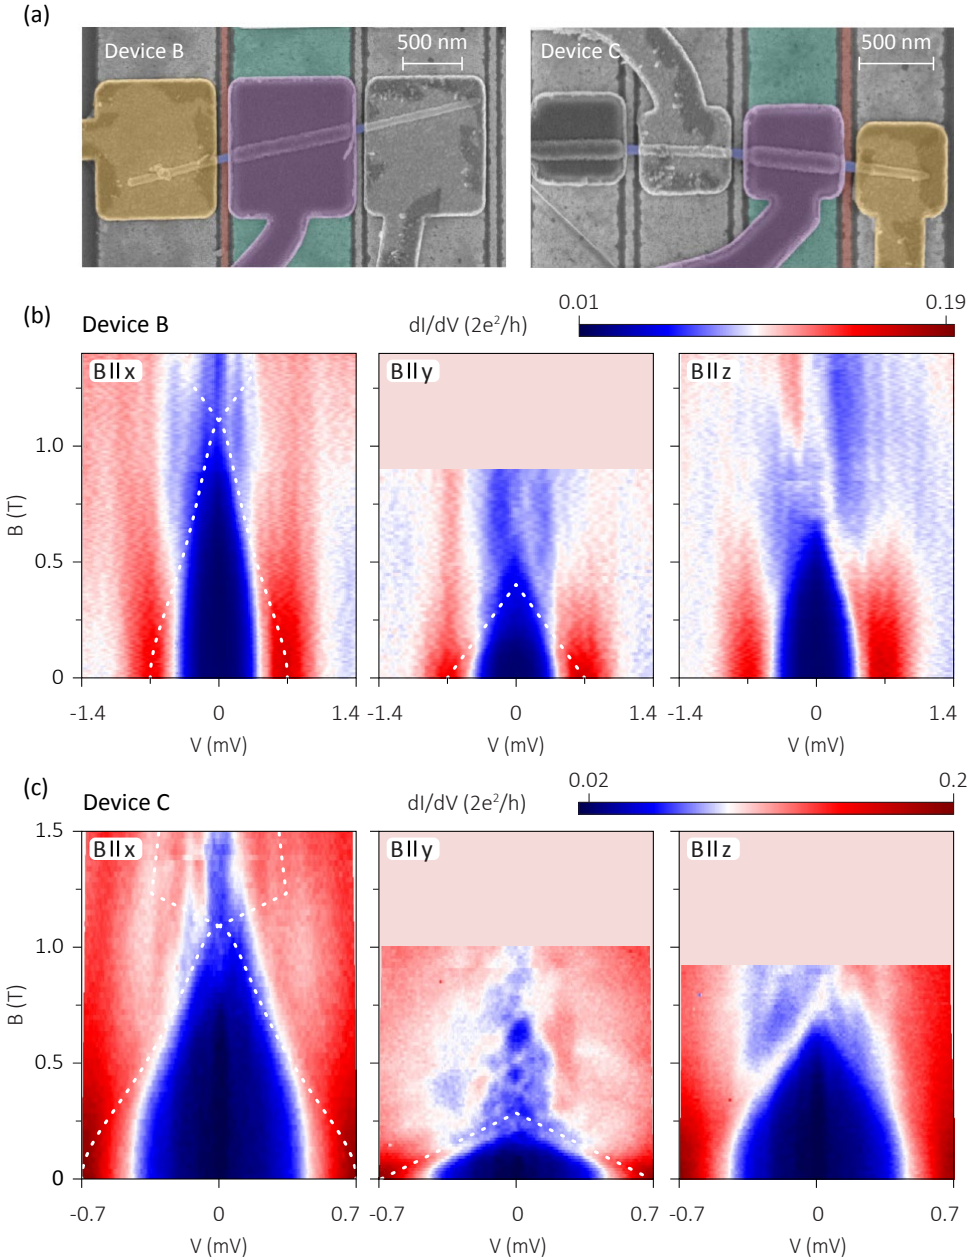 (a)
Device B
500 nm
Device C
500 nm
(b)
Device B
dI/dV (2e²/h)
0.01
0.19
B||x
B||y
B||z
B (T)
1.0
0.5
0
-1.4
0
1.4
-1.4
0
1.4
-1.4
0
1.4
V (mV)
V (mV)
V (mV)
(c)
Device C
dI/dV (2e²/h)
0.02
0.2
B||x
B||y
B||z
B (T)
1.5
1.0
0.5
0
-0.7
0
0.7
-0.7
0
0.7
-0.7
0
0.7
V (mV)
V (mV)
V (mV)